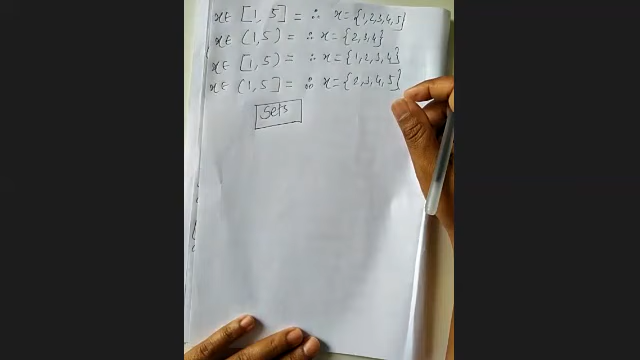 x∈ [1, 5] = ∴ x = {1,2,3,4,5}
x∈ (1,5) = ∴ x = {2,3,4}
x∈ [1,5) = ∴ x = {1,2,3,4}
x∈ (1,5] = ∴ x = {2,3,4,5}
Sets